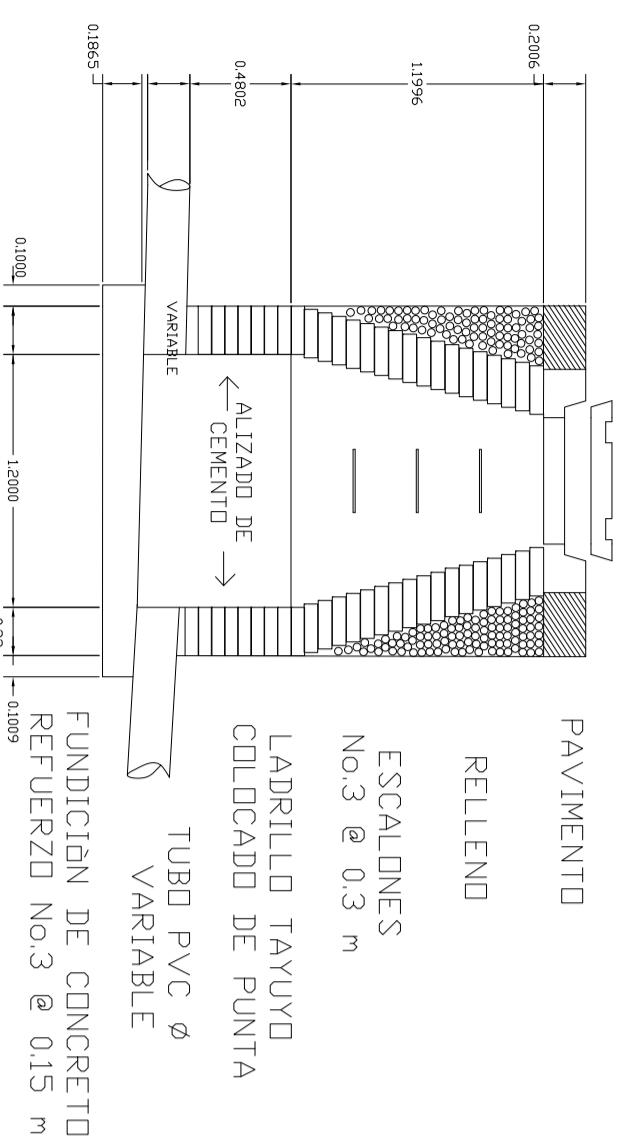 0.2006
1.1996
0.4802
0.1865
PAVIMENTO
RELLENO
ESCALONES
No.3 @ 0.3 m
LADRILLO TAYUYO
COLOCADO DE PUNTA
ALIZADO DE
CEMENTO
VARIABLE
TUBO PVC Ø
VARIABLE
FUNDICIòN DE CONCRETO
REFUERZO No.3 @ 0.15 m
0.1000
1.2000
0.1009